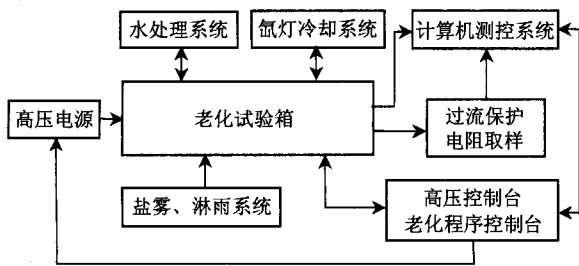 水处理系统
氙灯冷却系统
计算机测控系统
高压电源
老化试验箱
过流保护
电阻取样
盐雾、淋雨系统
高压控制台
老化程序控制台